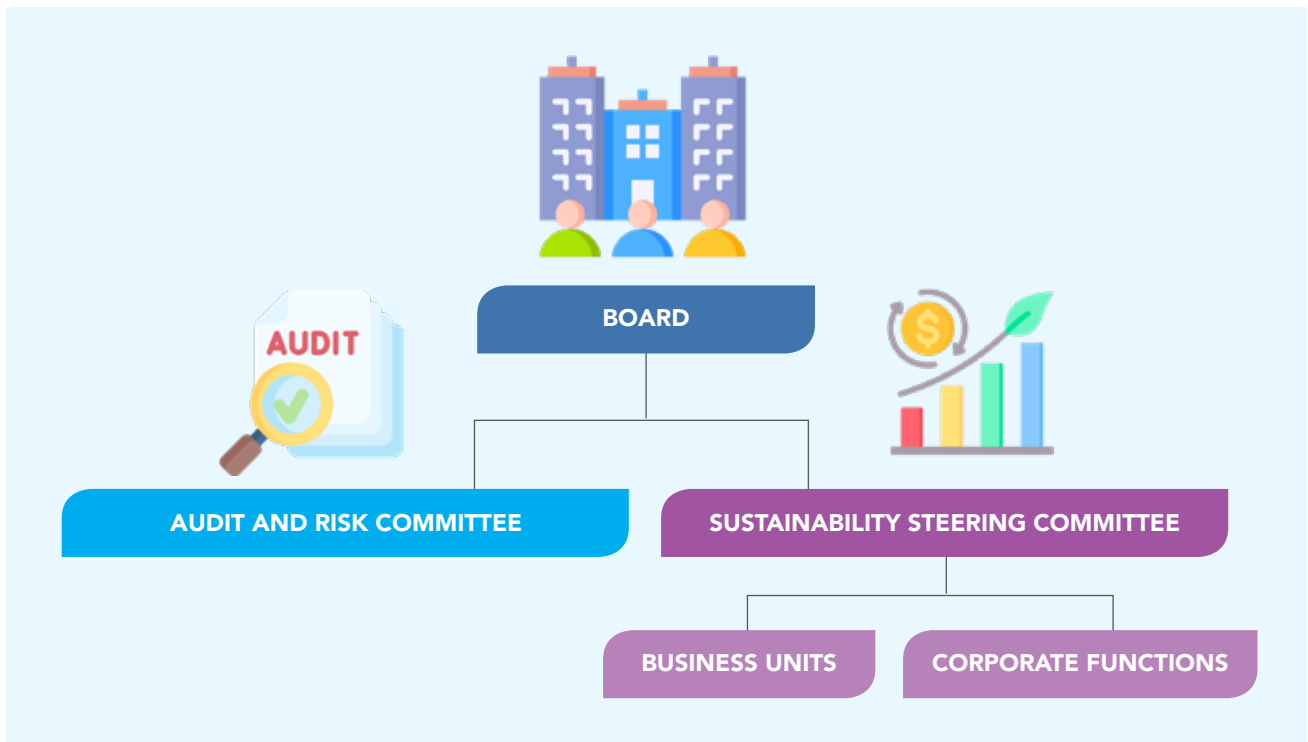 BOARD
AUDIT
AUDIT AND RISK COMMITTEE
SUSTAINABILITY STEERING COMMITTEE
BUSINESS UNITS
CORPORATE FUNCTIONS